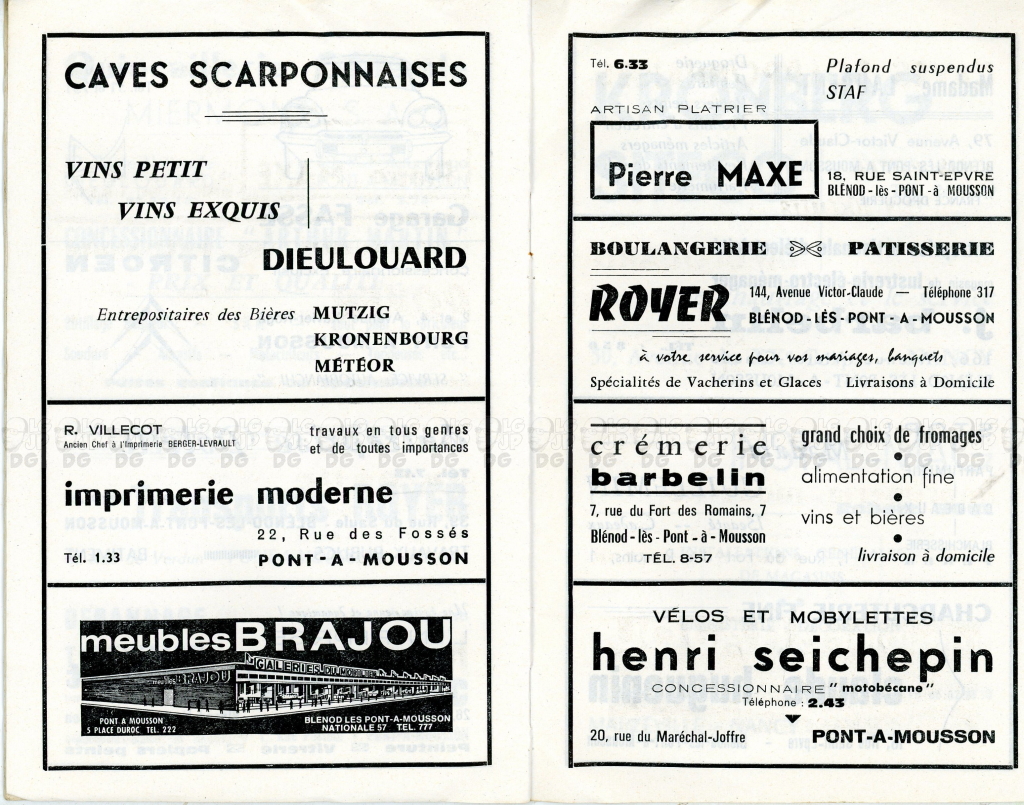 CAVES SCARPONNAISES
VINS PETIT
VINS EXQUIS
DIEULOUARD
Entrepositaires des Bières MUTZIG
KRONENBOURG
MÉTÉOR
R. VILLECOT
Ancien Chef à l'Imprimerie BERGER-LEVRAULT
travaux en tous genres
et de toutes importances
imprimerie moderne
22, Rue des Fossés
Tél. 1.33 PONT-A-MOUSSON
meubles BRAJOU
GALERIES DU MOBILIER
BRAJOU
PONT A MOUSSON
5 PLACE DUROC TEL. 222
BLENOD LES PONT-A-MOUSSON
NATIONALE 57 TEL 777
Tél. 6.33
Plafond suspendus
STAF
ARTISAN PLATRIER
Pierre MAXE
18, RUE SAINT-EPVRE
BLÉNOD - lès - PONT - à - MOUSSON
BOULANGERIE PATISSERIE
ROYER
144, Avenue Victor-Claude — Téléphone 317
BLÉNOD - LÈS - PONT - A - MOUSSON
à votre service pour vos mariages, banquets
Spécialités de Vacherins et Glaces - Livraisons à Domicile
crémerie
barbelin
7, rue du Fort des Romains, 7
Blénod - lès - Pont - à - Mousson
TÉL. 8-57
grand choix de fromages
•
alimentation fine
•
vins et bières
•
livraison à domicile
VÉLOS ET MOBYLETTES
henri seichepin
CONCESSIONNAIRE "motobécane"
Téléphone : 2.43
20, rue du Maréchal-Joffre PONT-A-MOUSSON